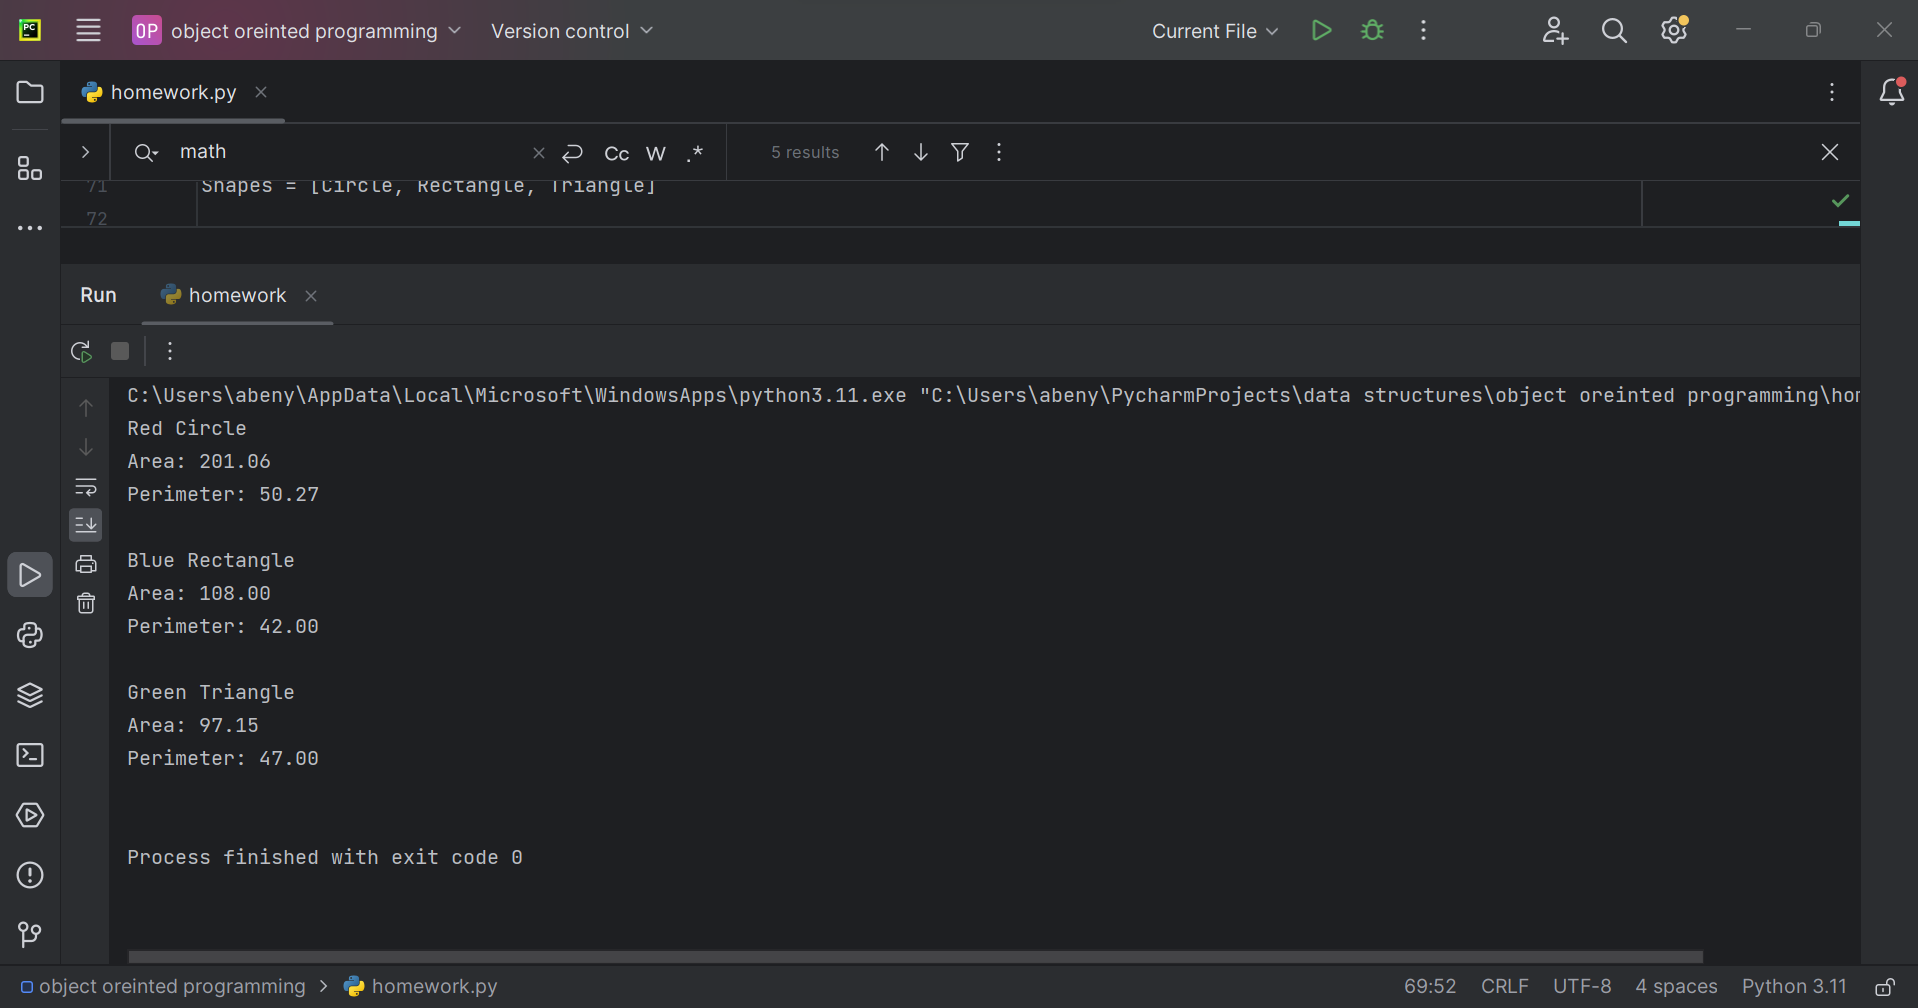 PC
OP object oreinted programming Version control Current File
homework.py
math Cc W .* 5 results
71 Shapes = [Circle, Rectangle, Triangle]
72
Run homework
C:\Users\abeny\AppData\Local\Microsoft\WindowsApps\python3.11.exe "C:\Users\abeny\PycharmProjects\data structures\object oreinted programming\hom
Red Circle
Area: 201.06
Perimeter: 50.27
Blue Rectangle
Area: 108.00
Perimeter: 42.00
Green Triangle
Area: 97.15
Perimeter: 47.00
Process finished with exit code 0
object oreinted programming > homework.py 69:52 CRLF UTF-8 4 spaces Python 3.11